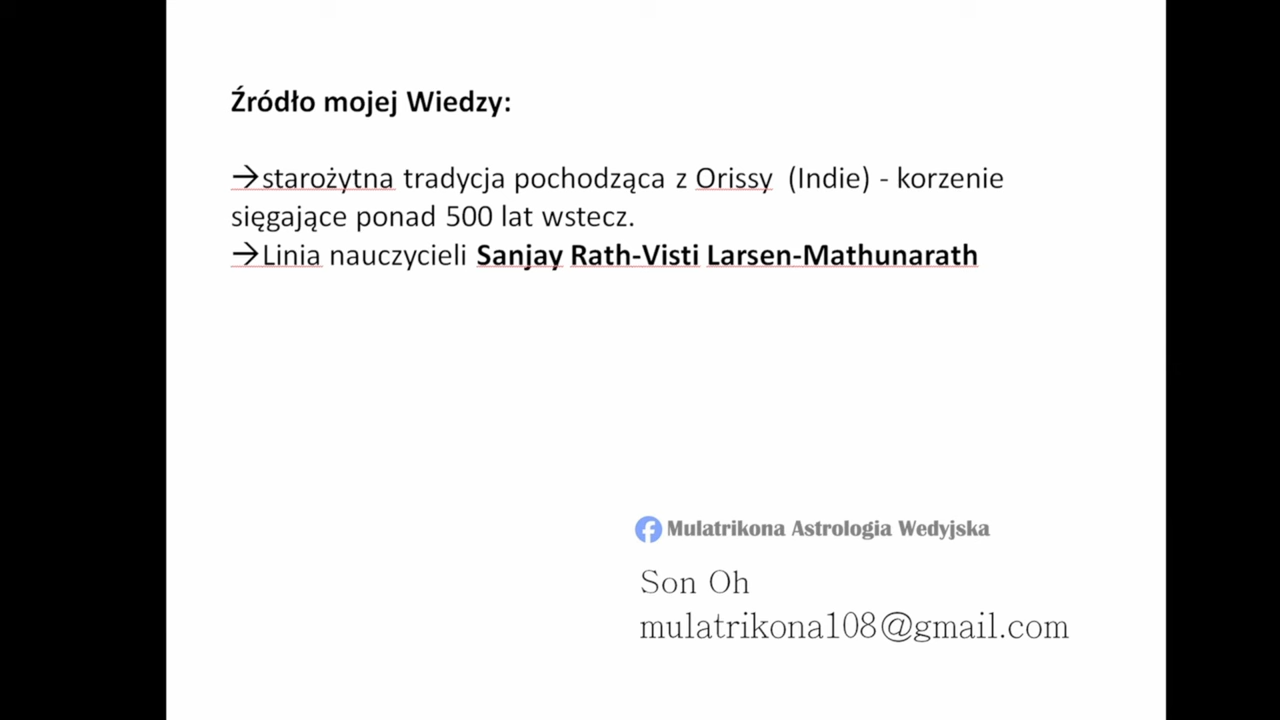 Źródło mojej Wiedzy:
→starożytna tradycja pochodząca z Orissy (Indie) - korzenie
sięgające ponad 500 lat wstecz.
→Linia nauczycieli Sanjay Rath-Visti Larsen-Mathunarath
Mulatrikona Astrologia Wedyjska
Son Oh
mulatrikona108@gmail.com